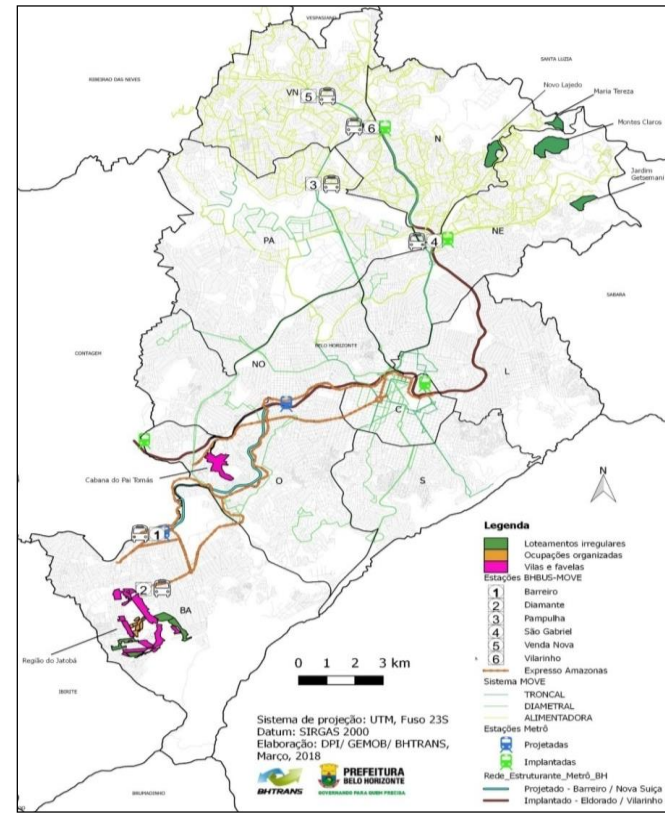 VESPASIANO
SANTA LUZIA
RIBEIRAO DAS NEVES
Novo Lajedo
Maria Tereza
VN
5
6
N
Montes Claros
3
Jardim
Getsemani
PA
4
NE
SABARA
CONTAGEM
BELO HORIZONTE
NO
L
C
Cabana do Pai Tomás
O
S
N
1
2
BA
Região do Jatobá
IBIRITE
BRUMADINHO
0 1 2 3 km
Sistema de projeção: UTM, Fuso 23S
Datum: SIRGAS 2000
Elaboração: DPI/ GEMOB/ BHTRANS,
Março, 2018
BHTRANS
PREFEITURA
BELO HORIZONTE
GOVERNANDO PARA QUEM PRECISA
Legenda
Loteamentos irregulares
Ocupações organizadas
Vilas e favelas
Estações BHBUS-MOVE
1 Barreiro
2 Diamante
3 Pampulha
4 São Gabriel
5 Venda Nova
6 Vilarinho
Expresso Amazonas
Sistema MOVE
TRONCAL
DIAMETRAL
ALIMENTADORA
Estações Metrô
Projetadas
Implantadas
Rede_Estruturante_Metrô_BH
Projetado - Barreiro / Nova Suiça
Implantado - Eldorado / Vilarinho